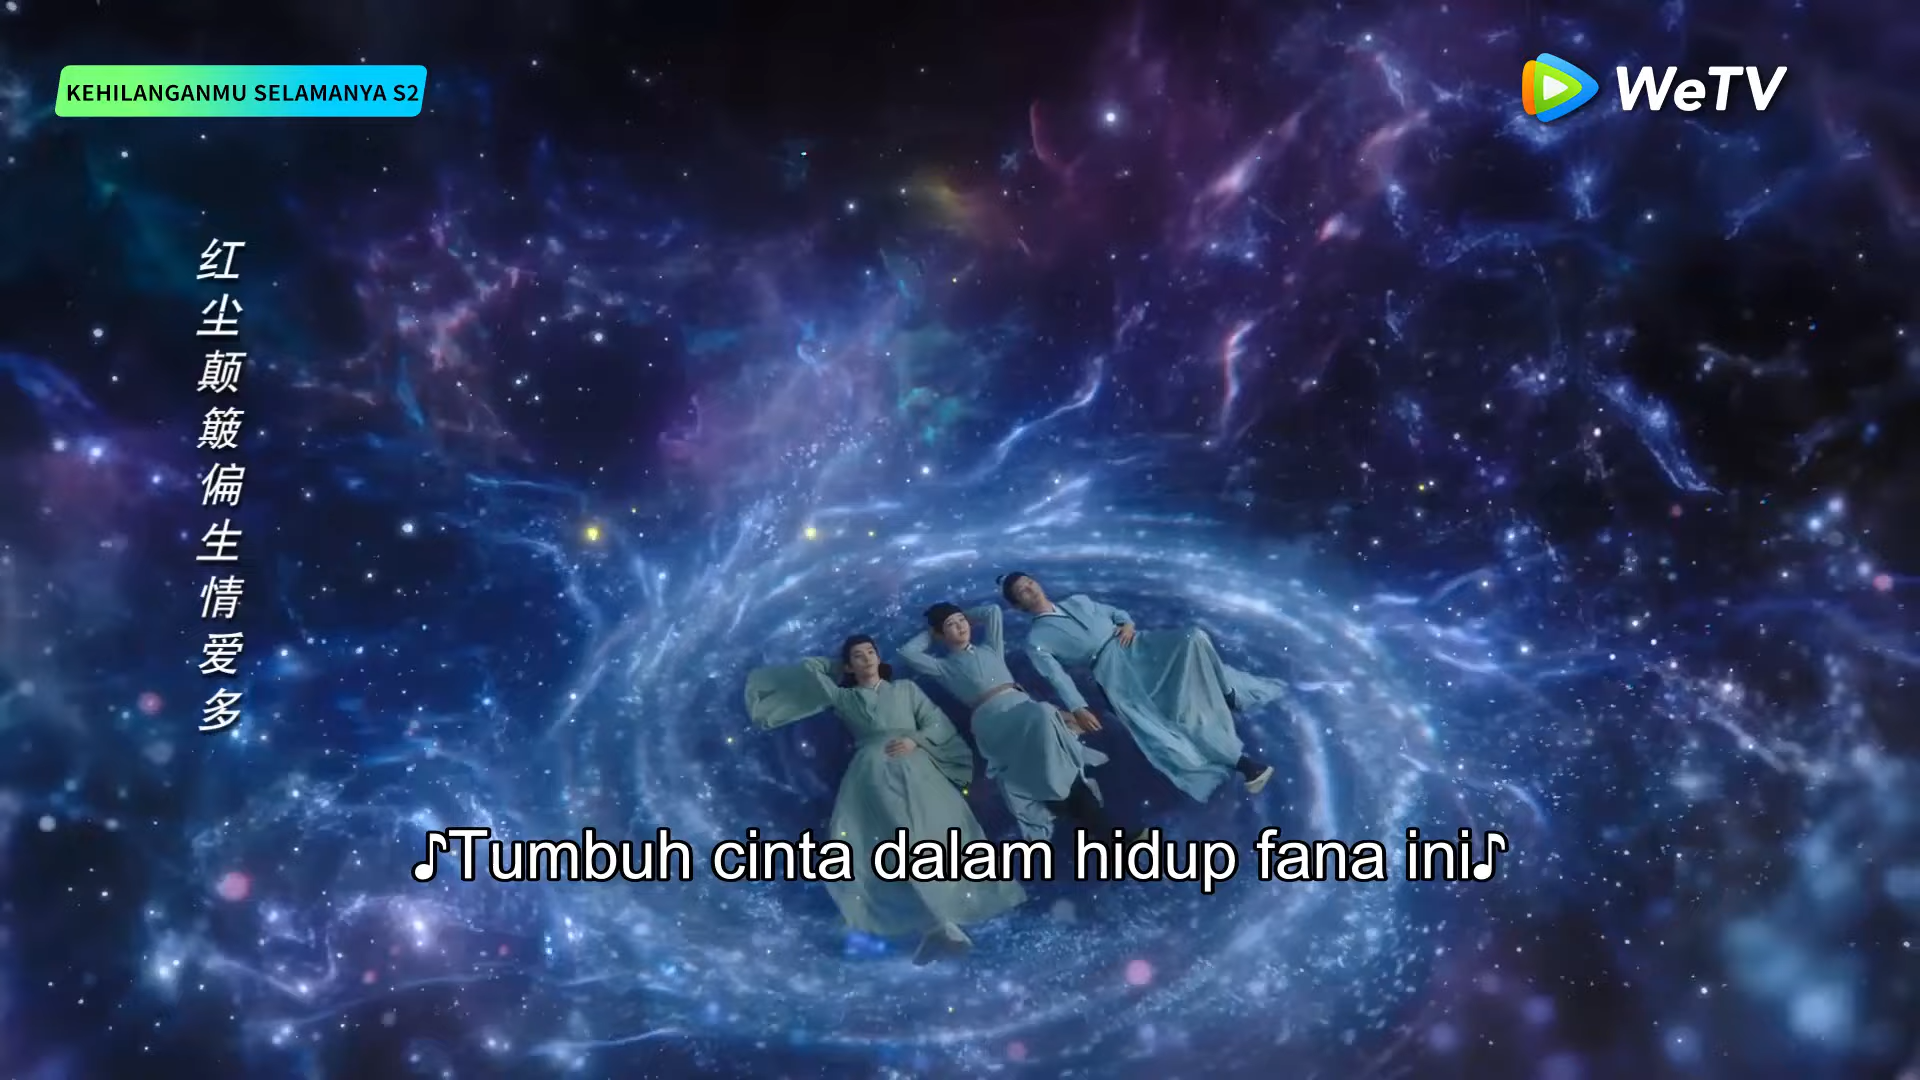 KEHILANGANMU SELAMANYA S2
WeTV
红尘颠簸偏生情爱多
♪Tumbuh cinta dalam hidup fana ini♪